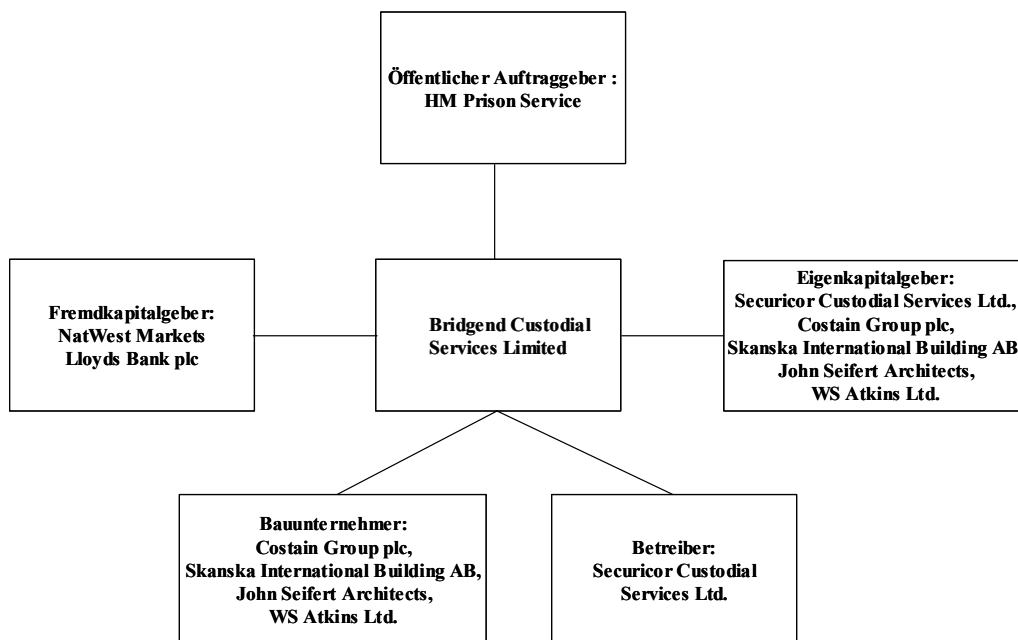 Öffentlicher Auftraggeber :
HM Prison Service
Fremdkapitalgeber:
NatWest Markets
Lloyds Bank plc
Bridgend Custodial
Services Limited
Eigenkapitalgeber:
Securicor Custodial Services Ltd.,
Costain Group plc,
Skanska International Building AB
John Seifert Architects,
WS Atkins Ltd.
Bauunternehmer:
Costain Group plc,
Skanska International Building AB,
John Seifert Architects,
WS Atkins Ltd.
Betreiber:
Securicor Custodial
Services Ltd.